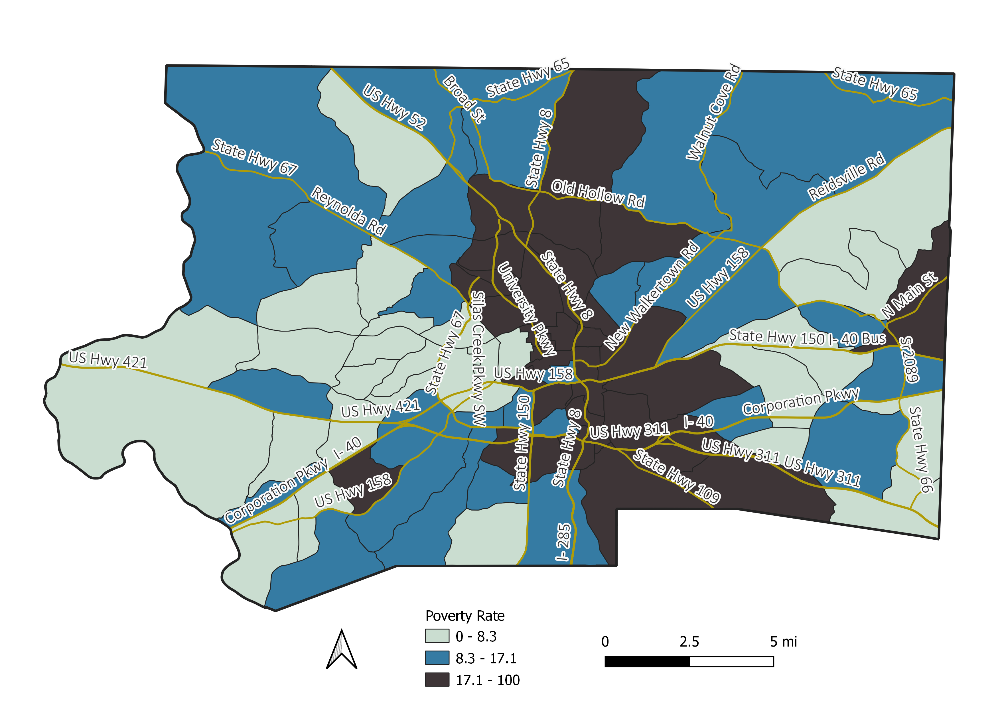 State Hwy 65
Broad St
US Hwy 52
State Hwy 8
Walnut Cove Rd
State Hwy 65
State Hwy 67
Reynolda Rd
Old Hollow Rd
Reidsville Rd
University Pkwy
State Hwy 8
New Walkertown Rd
US Hwy 158
N Main St
Silas Creek Pkwy SW
State Hwy 67
US Hwy 421
US Hwy 158
State Hwy 150 I- 40 Bus
Sr 2089
US Hwy 421
State Hwy 150
State Hwy 8
US Hwy 311
I- 40
Corporation Pkwy
State Hwy 66
Corporation Pkwy I- 40
US Hwy 158
State Hwy 109
US Hwy 311 US Hwy 311
I- 285
Poverty Rate
0 - 8.3
8.3 - 17.1
17.1 - 100
0 2.5 5 mi